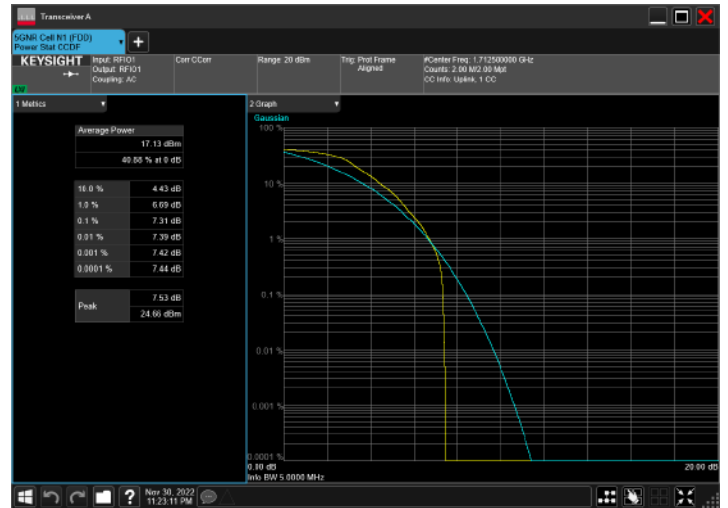 Transceiver A
5GNR Cell N1 (FDD)
Power Stat CCDF
KEYSIGHT
Input: RFIO1
Output: RFIO1
Coupling: AC
Corr CCorr
Range: 20 dBm
Trig: Prot Frame
Aligned
#Center Freq: 1.712500000 GHz
Counts: 2.00 M/2.00 Mpt
CC Info: Uplink, 1 CC
1 Metrics
Average Power
17.13 dBm
40.68 % at 0 dB
10.0 % 4.43 dB
1.0 % 6.69 dB
0.1 % 7.31 dB
0.01 % 7.39 dB
0.001 % 7.42 dB
0.0001 % 7.44 dB
Peak 7.53 dB
24.66 dBm
2 Graph
Gaussian
100 %
10 %
1 %
0.1 %
0.01 %
0.001 %
0.0001 %
0.00 dB 20.00 dB
Info BW 5.0000 MHz
Nov 30, 2022
11:23:11 PM